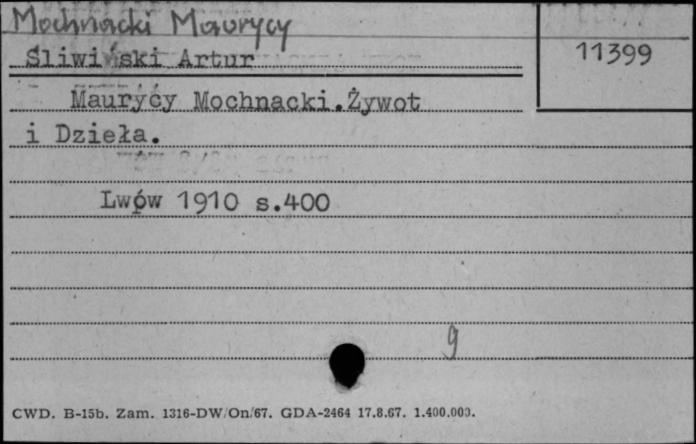 Mochnacki Maurycy
11399
Śliwiński Artur
Maurycy Mochnacki.Żywot
i Dzieła.
Lwów 1910 s.400
9
CWD. B-15b. Zam. 1316-DW/On/67. GDA-2464 17.8.67. 1.400.000.